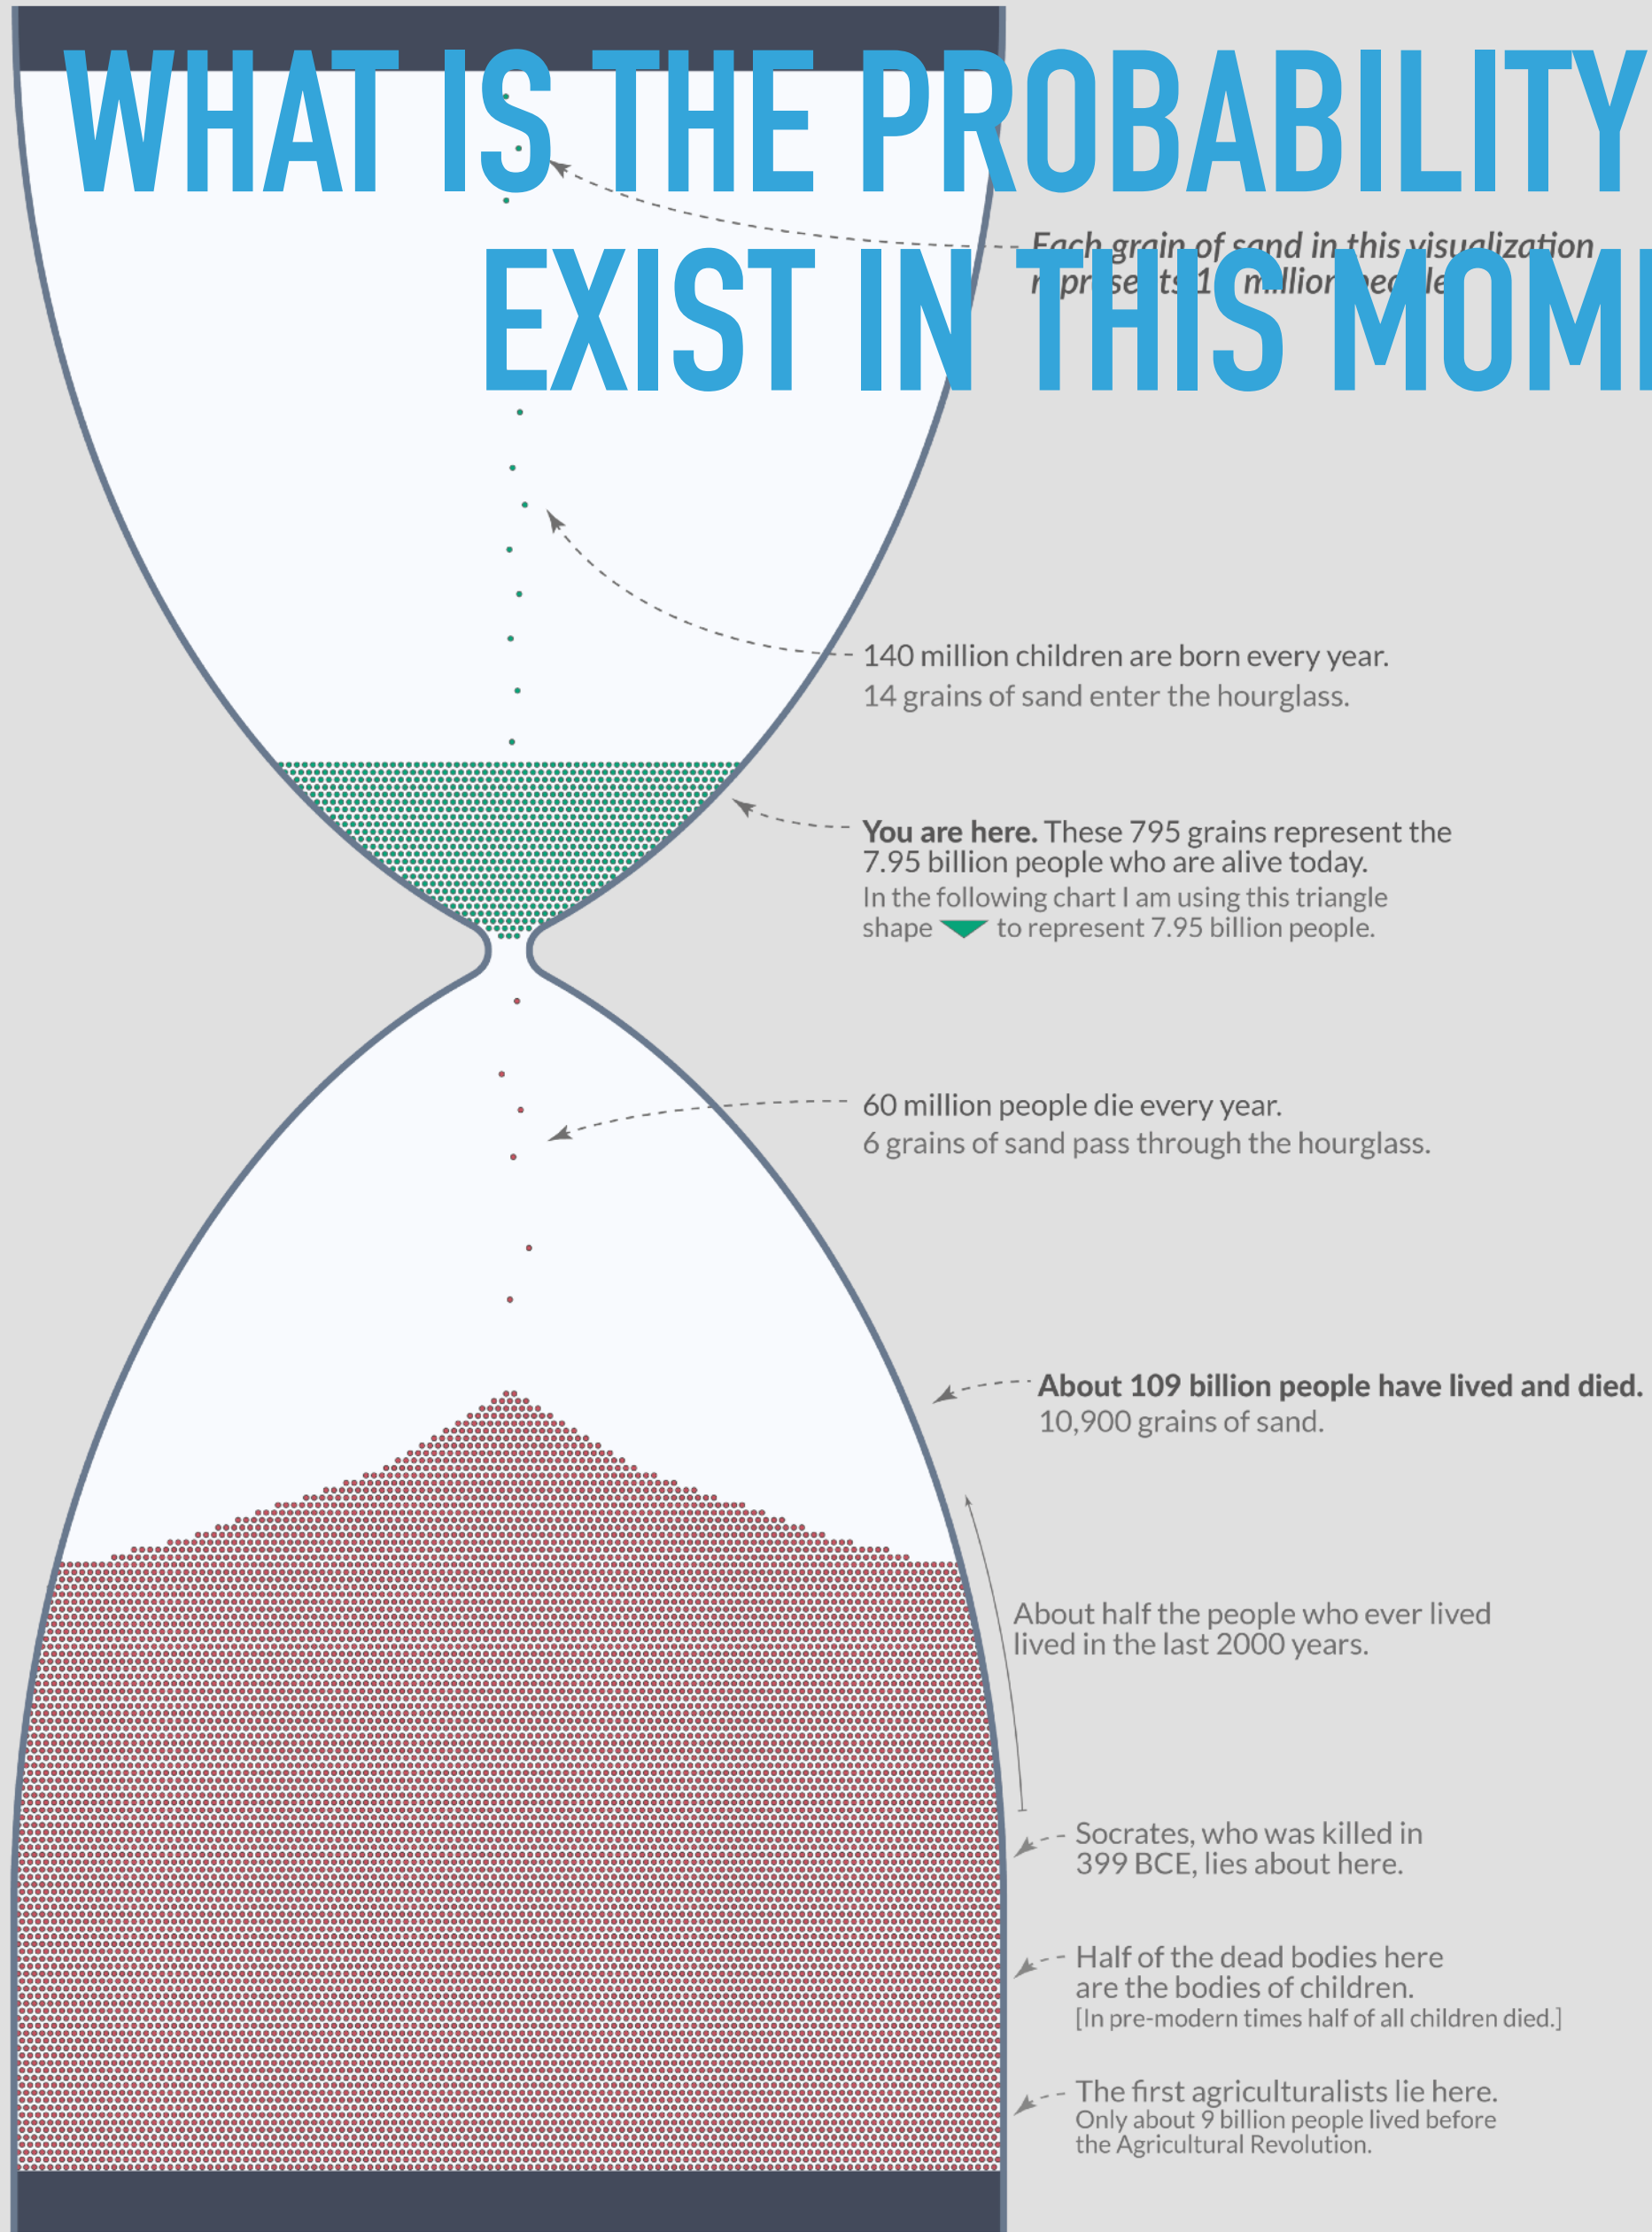 WHAT IS THE PROBABILITY
EXIST IN THIS
Each grain of sand in this visualization
represents million people
140 million children are born every year.
14 grains of sand enter the hourglass.
You are here. These 795 grains represent the
7.95 billion people who are alive today.
In the following chart I am using this triangle
shape to represent 7.95 billion people.
60 million people die every year.
6 grains of sand pass through the hourglass.
About 109 billion people have lived and died.
10,900 grains of sand.
About half the people who ever lived
lived in the last 2000 years.
Socrates, who was killed in
399 BCE, lies about here.
Half of the dead bodies here
are the bodies of children.
[In pre-modern times half of all children died.]
The first agriculturalists lie here.
Only about 9 billion people lived before
the Agricultural Revolution.